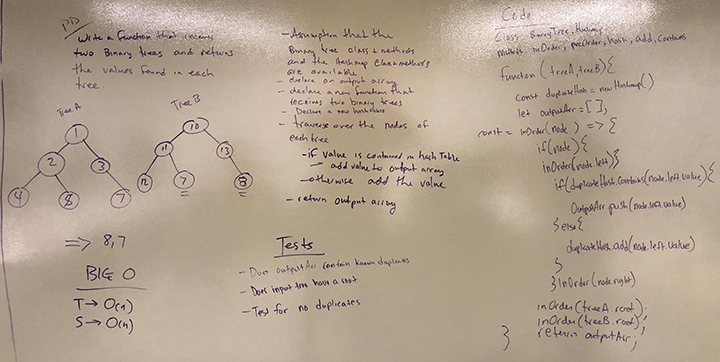 PD
Write a function that receives
two Binary trees and returns
the values found in each
tree
Tree A
1
2
3
4
8
7
Tree B
10
11
13
12
7
8
=> 8,7
BIG O
T → O(n)
S → O(n)
- Assumption that the
Binary tree class + methods
and the Hashmap class + methods
are available
- declare an output array
- declare a new function that
receives two binary trees
- Declare a new hashtable
- traverse over the nodes of
each tree
- if value is contained in hash Table
- add value to output array
- otherwise add the value
- return output array
Tests
- Does outputArr contain known duplicates
- Does input tree have a root
- Test for no duplicates
Code
Class BinaryTree, Hashmap
methods inOrder, preOrder, hash, add, contains
function (treeA, treeB) {
const duplicateHash = new Hashmap()
let outputArr = [ ];
const = inOrder(node) => {
if(node) {
inOrder(node.left)}
if(duplicateHash.contains(node.left.value) {
OutputArr.push(node.left.value)
} else {
duplicateHash.add(node.left.value)
}
} inOrder(node.right)
inOrder(treeA.root);
inOrder(treeB.root);
return outputArr;
}